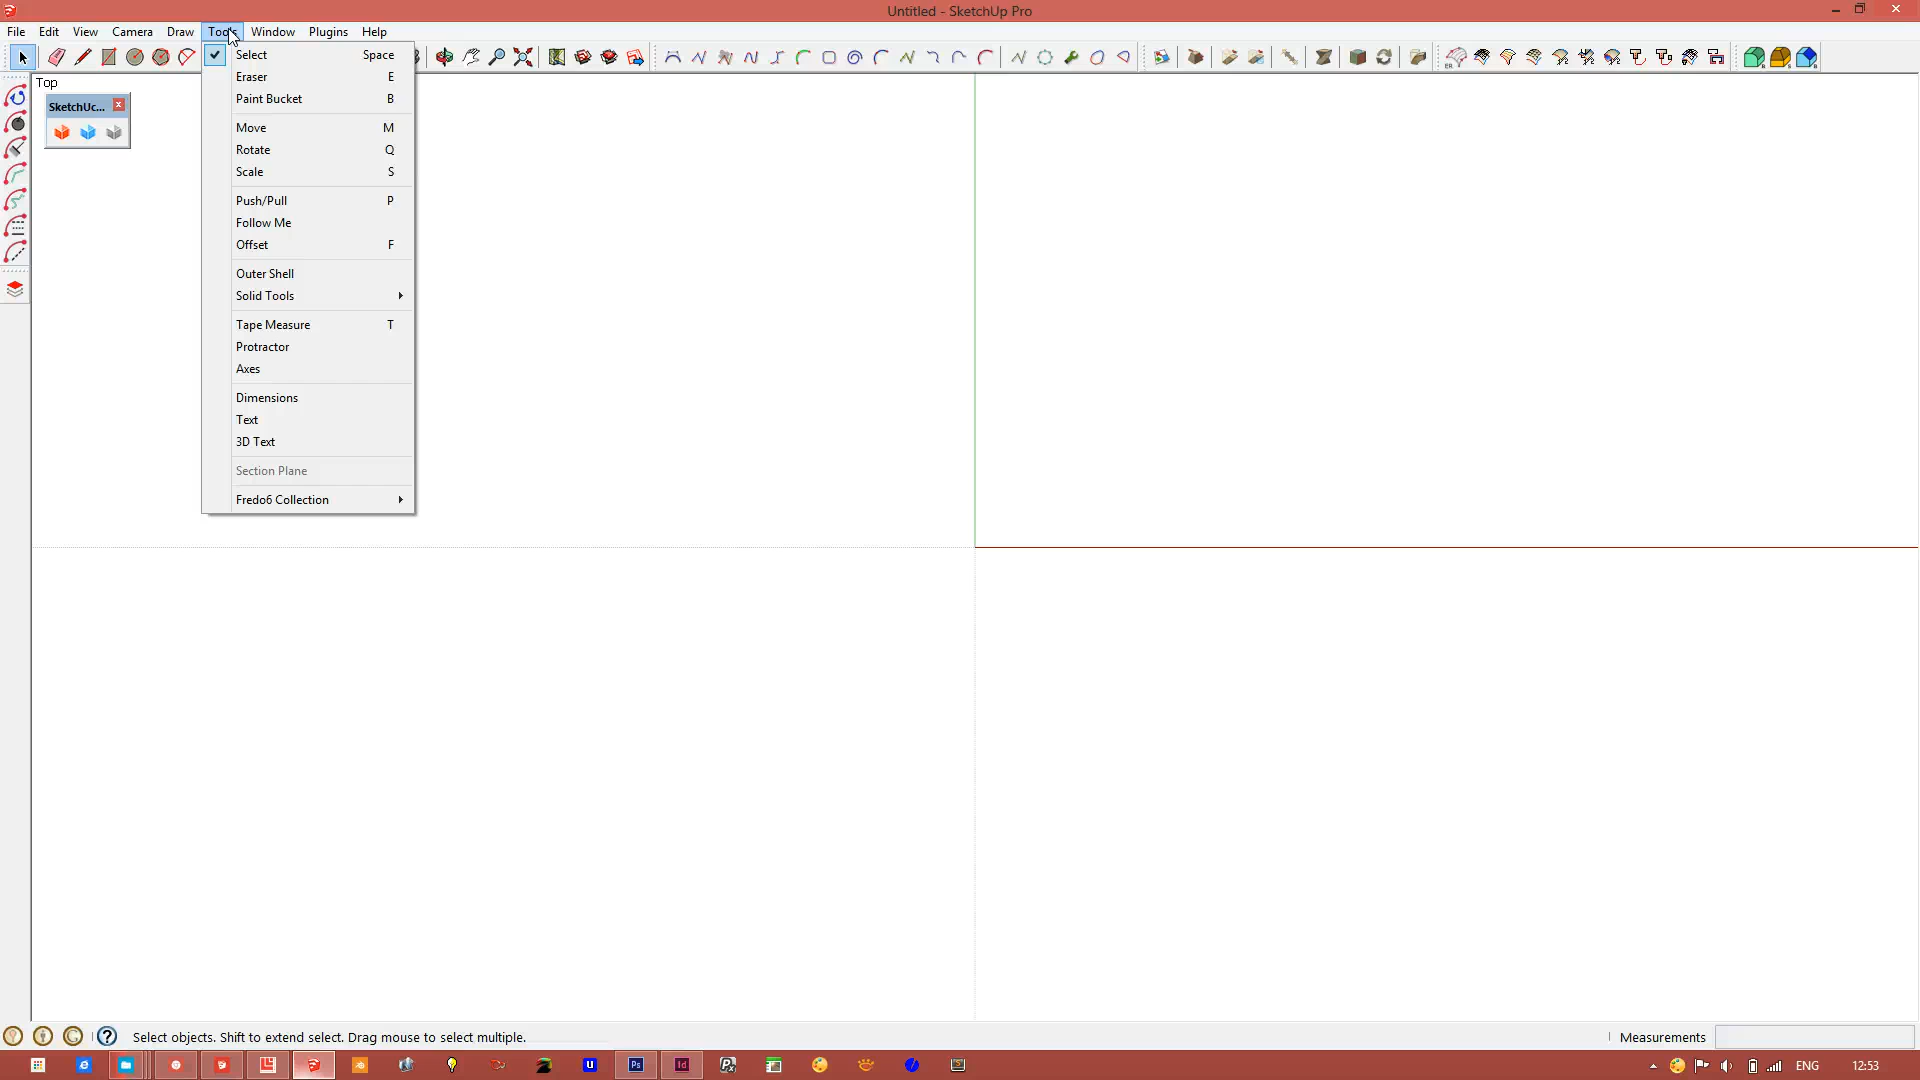 Untitled - SketchUp Pro
File Edit View Camera Draw Tools Window Plugins Help
Top
SketchUc...
Select Space
Eraser E
Paint Bucket B
Move M
Rotate Q
Scale S
Push/Pull P
Follow Me
Offset F
Outer Shell
Solid Tools
Tape Measure T
Protractor
Axes
Dimensions
Text
3D Text
Section Plane
Fredo6 Collection
Select objects. Shift to extend select. Drag mouse to select multiple.
Measurements
Ps Id
ENG 12:53